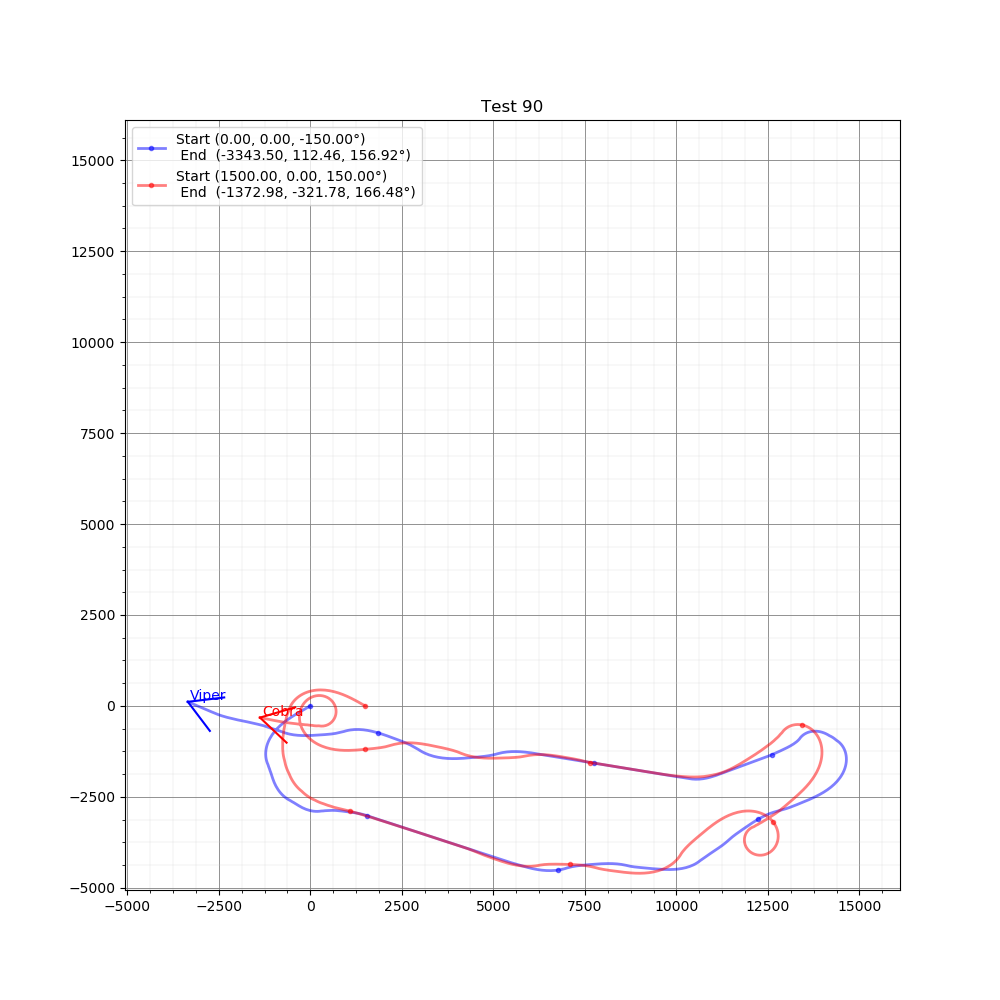 Test 90
Start (0.00, 0.00, -150.00°)
End  (-3343.50, 112.46, 156.92°)
Start (1500.00, 0.00, 150.00°)
End  (-1372.98, -321.78, 166.48°)
15000
12500
10000
7500
5000
2500
0
−2500
−5000
Viper
Cobra
−5000 −2500 0 2500 5000 7500 10000 12500 15000